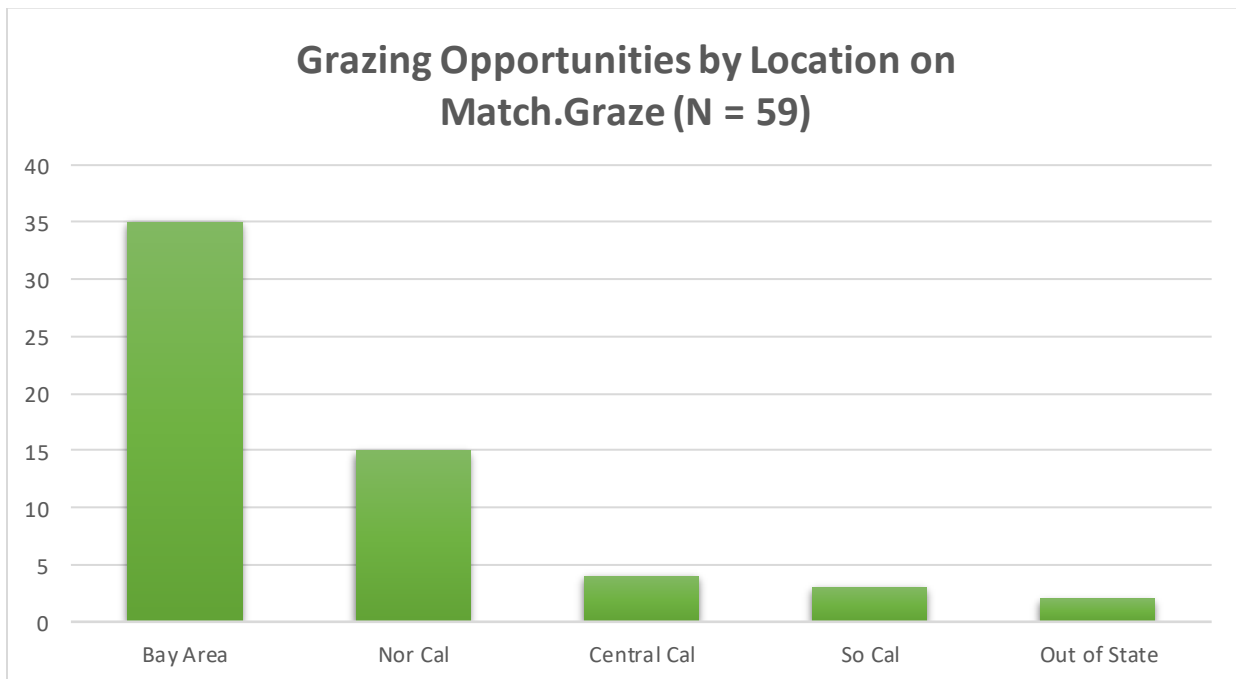 Grazing Opportunities by Location on
Match.Graze (N = 59)
40
35
30
25
20
15
10
5
0
Bay Area
Nor Cal
Central Cal
So Cal
Out of State